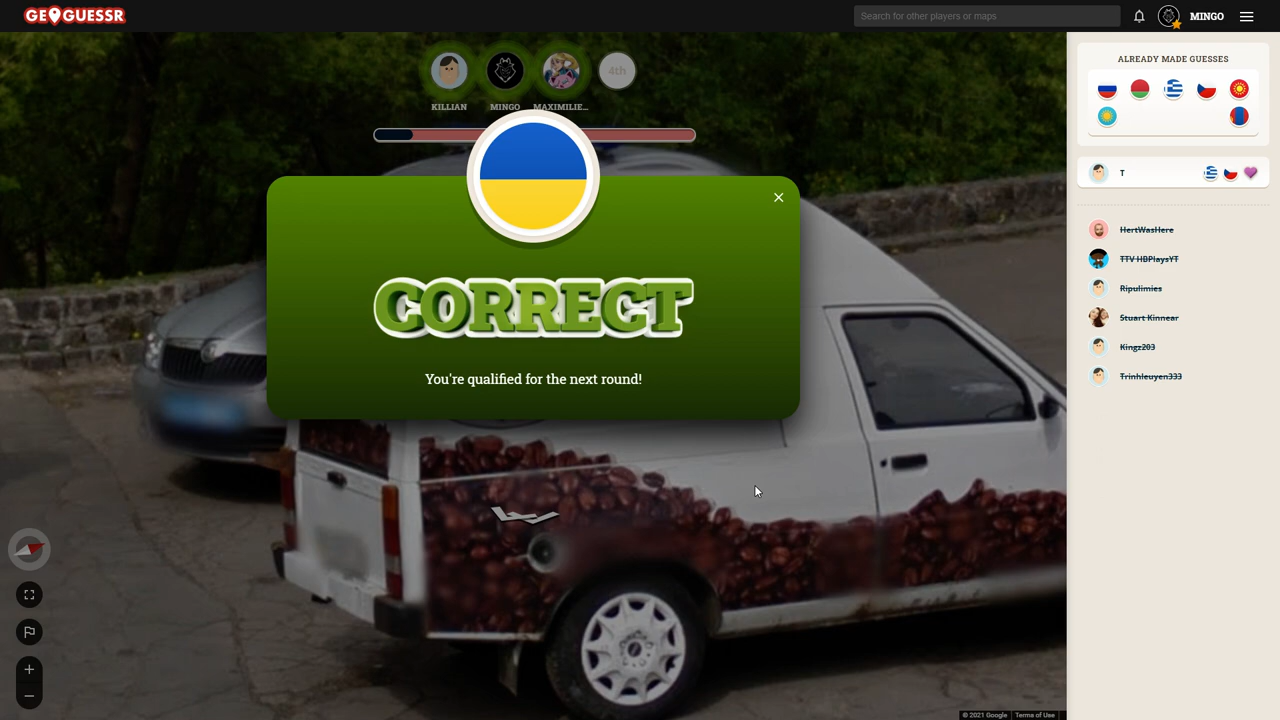 GEOGUESSR
Search for other players or maps
MINGO
4th
KILLIAN
MINGO
MAXIMILIE...
CORRECT
You're qualified for the next round!
ALREADY MADE GUESSES
T
HertWasHere
TTV HBPlaysYT
Ripulimies
Stuart Kinnear
Kingz203
Trinhleuyen333
© 2021 Google
Terms of Use